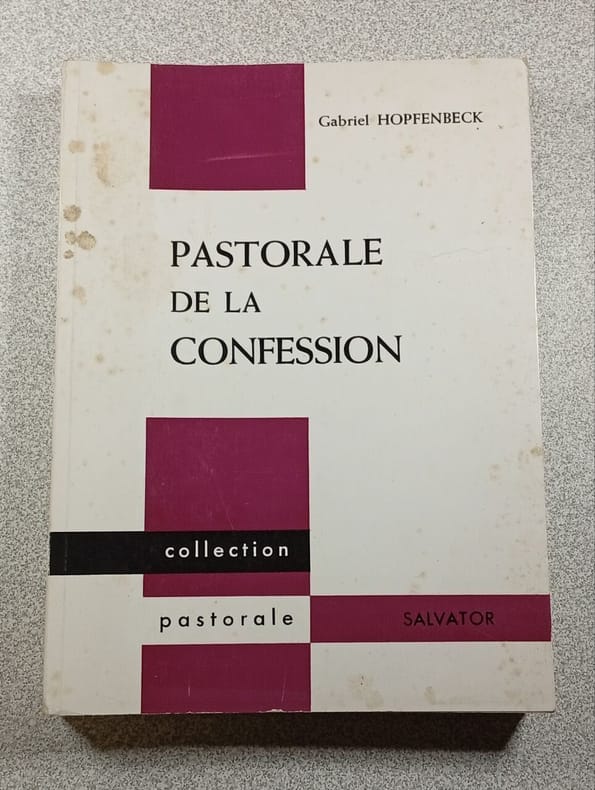 Gabriel HOPFENBECK
PASTORALE
DE LA
CONFESSION
collection
pastorale
SALVATOR